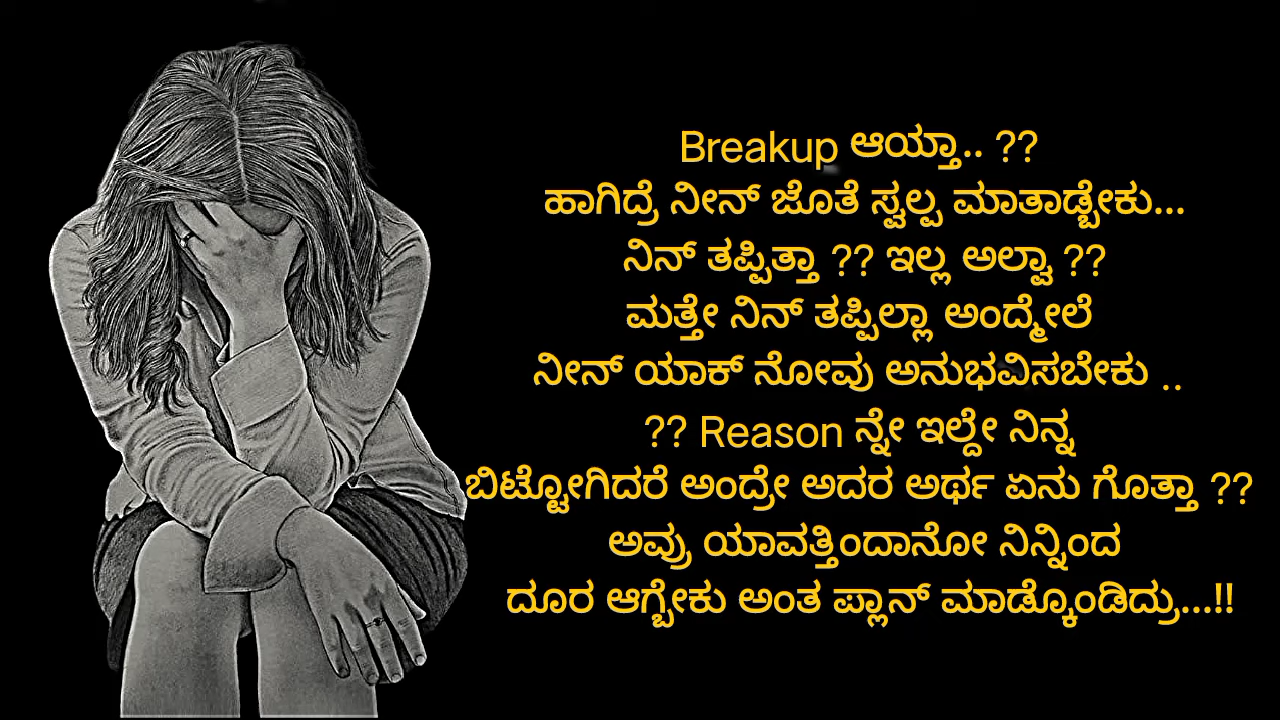 Breakup ಆಯ್ತಾ.. ??
ಹಾಗಿದ್ರೆ ನೀನ್ ಜೊತೆ ಸ್ವಲ್ಪ ಮಾತಾಡ್ಬೇಕು...
ನಿನ್ ತಪ್ಪಿತ್ತಾ ?? ಇಲ್ಲ ಅಲ್ವಾ ??
ಮತ್ತೇ ನಿನ್ ತಪ್ಪಿಲ್ಲಾ ಅಂದ್ಮೇಲೆ
ನೀನ್ ಯಾಕ್ ನೋವು ಅನುಭವಿಸಬೇಕು ..
?? Reason ನ್ನೇ ಇಲ್ದೇ ನಿನ್ನ
ಬಿಟ್ಟೋಗಿದರೆ ಅಂದ್ರೇ ಅದರ ಅರ್ಥ ಏನು ಗೊತ್ತಾ ??
ಅವ್ರು ಯಾವತ್ತಿಂದಾನೋ ನಿನ್ನಿಂದ
ದೂರ ಆಗ್ಬೇಕು ಅಂತ ಪ್ಲಾನ್ ಮಾಡ್ಕೊಂಡಿದ್ರು...!!